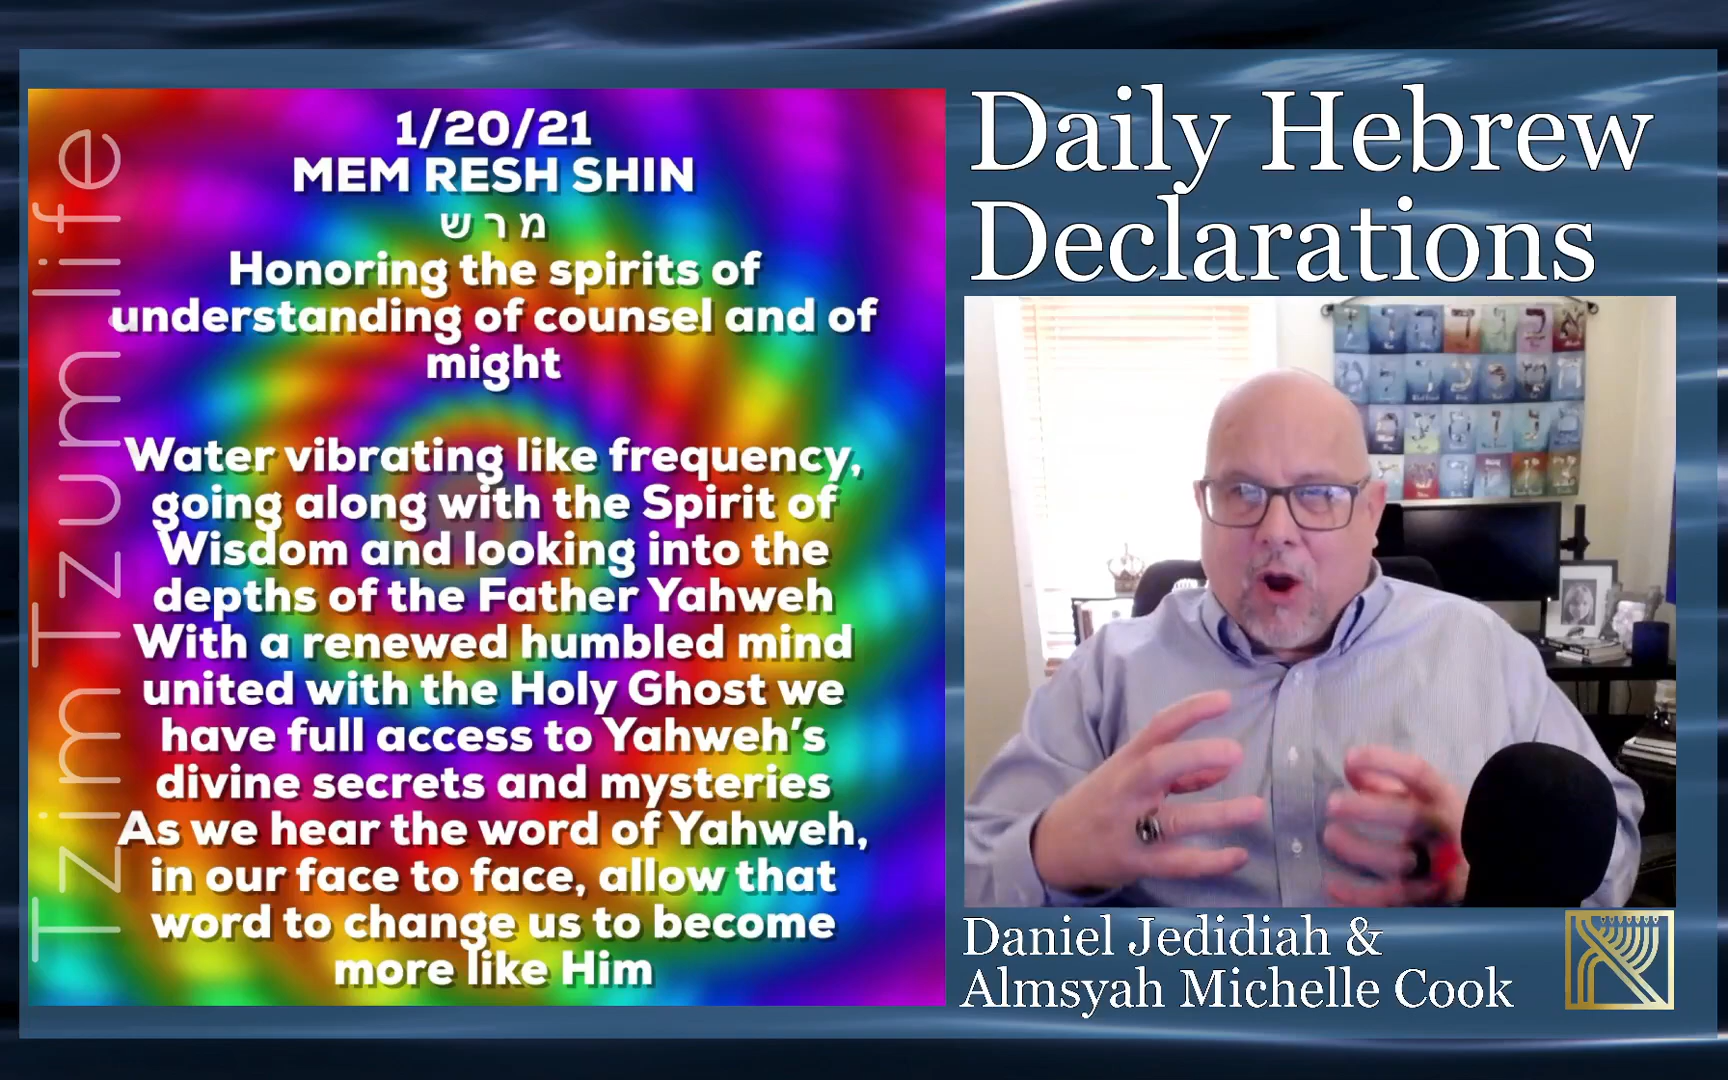 TzimTzum.life
1/20/21
MEM RESH SHIN
מ ר ש
Honoring the spirits of
understanding of counsel and of
might
Water vibrating like frequency,
going along with the Spirit of
Wisdom and looking into the
depths of the Father Yahweh
With a renewed humbled mind
united with the Holy Ghost we
have full access to Yahweh's
divine secrets and mysteries
As we hear the word of Yahweh,
in our face to face, allow that
word to change us to become
more like Him
Daily Hebrew
Declarations
Daniel Jedidiah &
Almsyah Michelle Cook